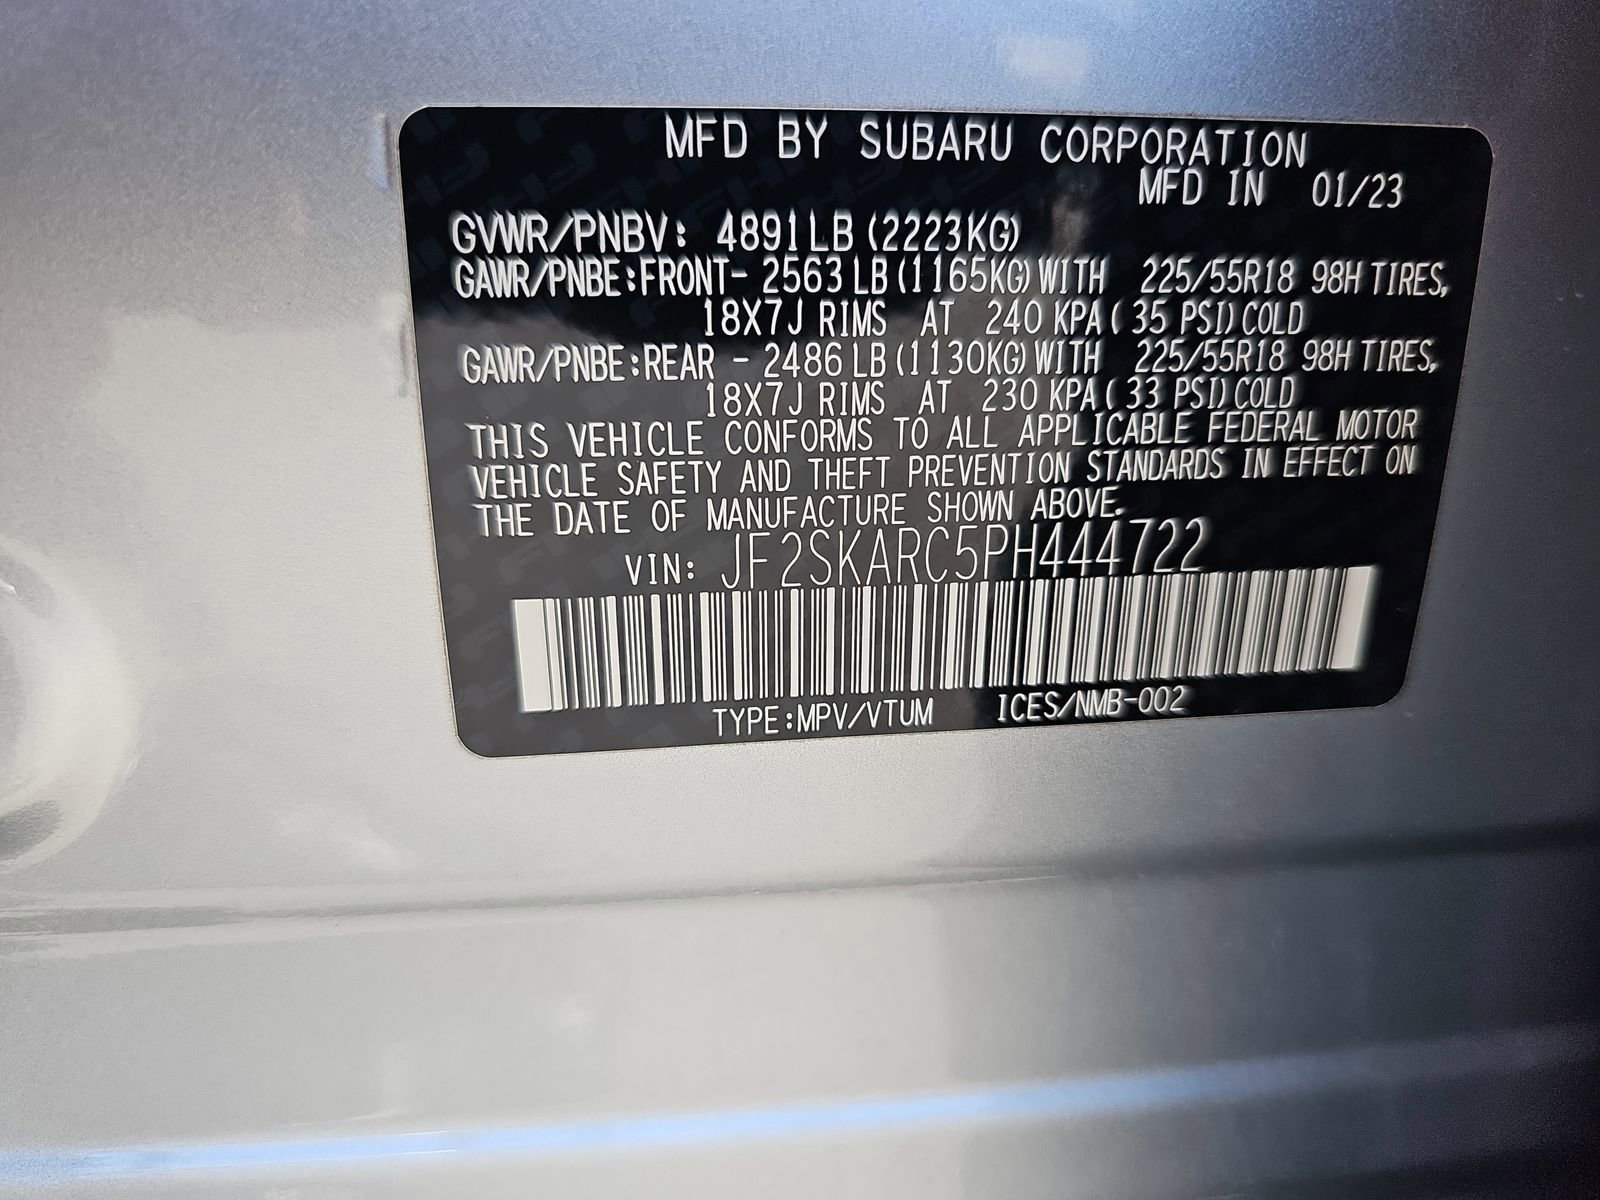 MFD BY SUBARU CORPORATION
MFD IN 01/23
GVWR/PNBV: 4891LB (2223KG)
GAWR/PNBE:FRONT- 2563 LB (1165KG) WITH 225/55R18 98H TIRES,
18X7J RIMS AT 240 KPA( 35 PSI) COLD
GAWR/PNBE:REAR - 2486 LB (1130KG) WITH 225/55R18 98H TIRES,
18X7J RIMS AT 230 KPA( 33 PSI) COLD
THIS VEHICLE CONFORMS TO ALL APPLICABLE FEDERAL MOTOR
VEHICLE SAFETY AND THEFT PREVENTION STANDARDS IN EFFECT ON
THE DATE OF MANUFACTURE SHOWN ABOVE.
VIN: JF2SKARC5PH444722
TYPE:MPV/VTUM ICES/NMB-002